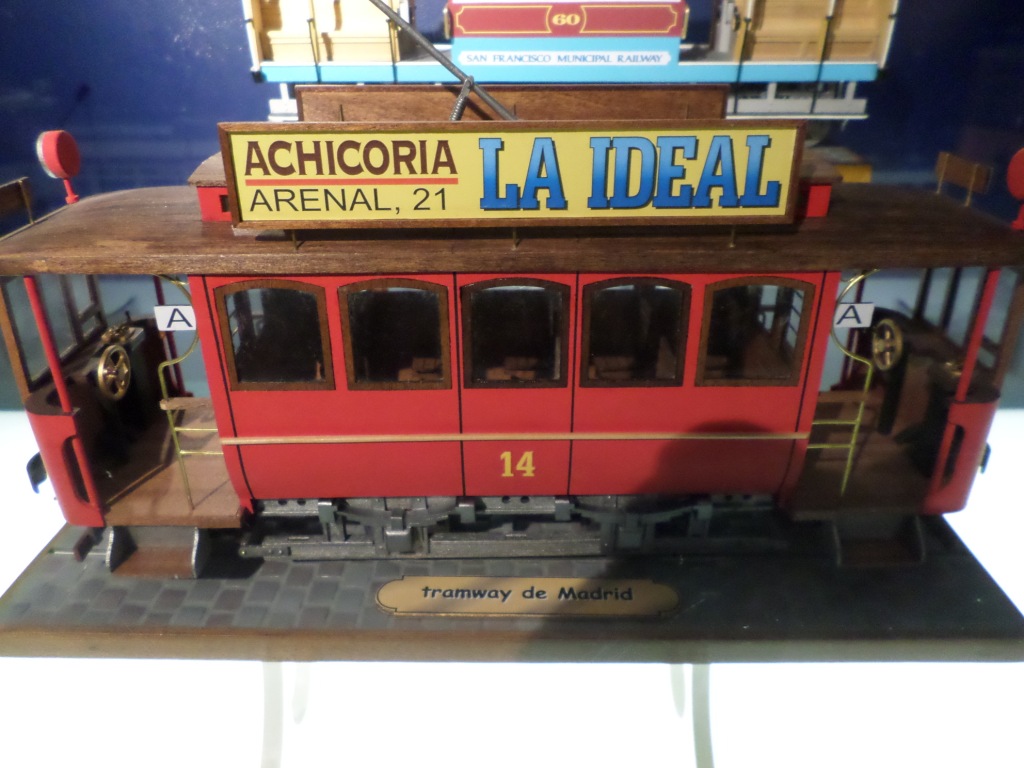 60
SAN FRANCISCO MUNICIPAL RAILWAY
ACHICORIA
ARENAL, 21
LA IDEAL
A
A
14
tramway de Madrid